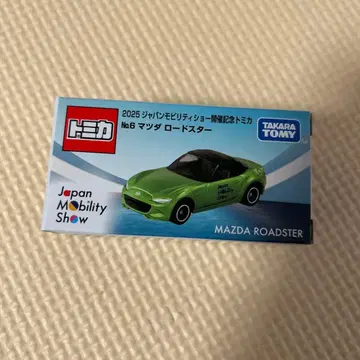 トミカ
2025 ジャパンモビリティショー開催記念トミカ
No.6 マツダ ロードスター
TAKARA
TOMY
Japan
Mobility
Show
MAZDA ROADSTER